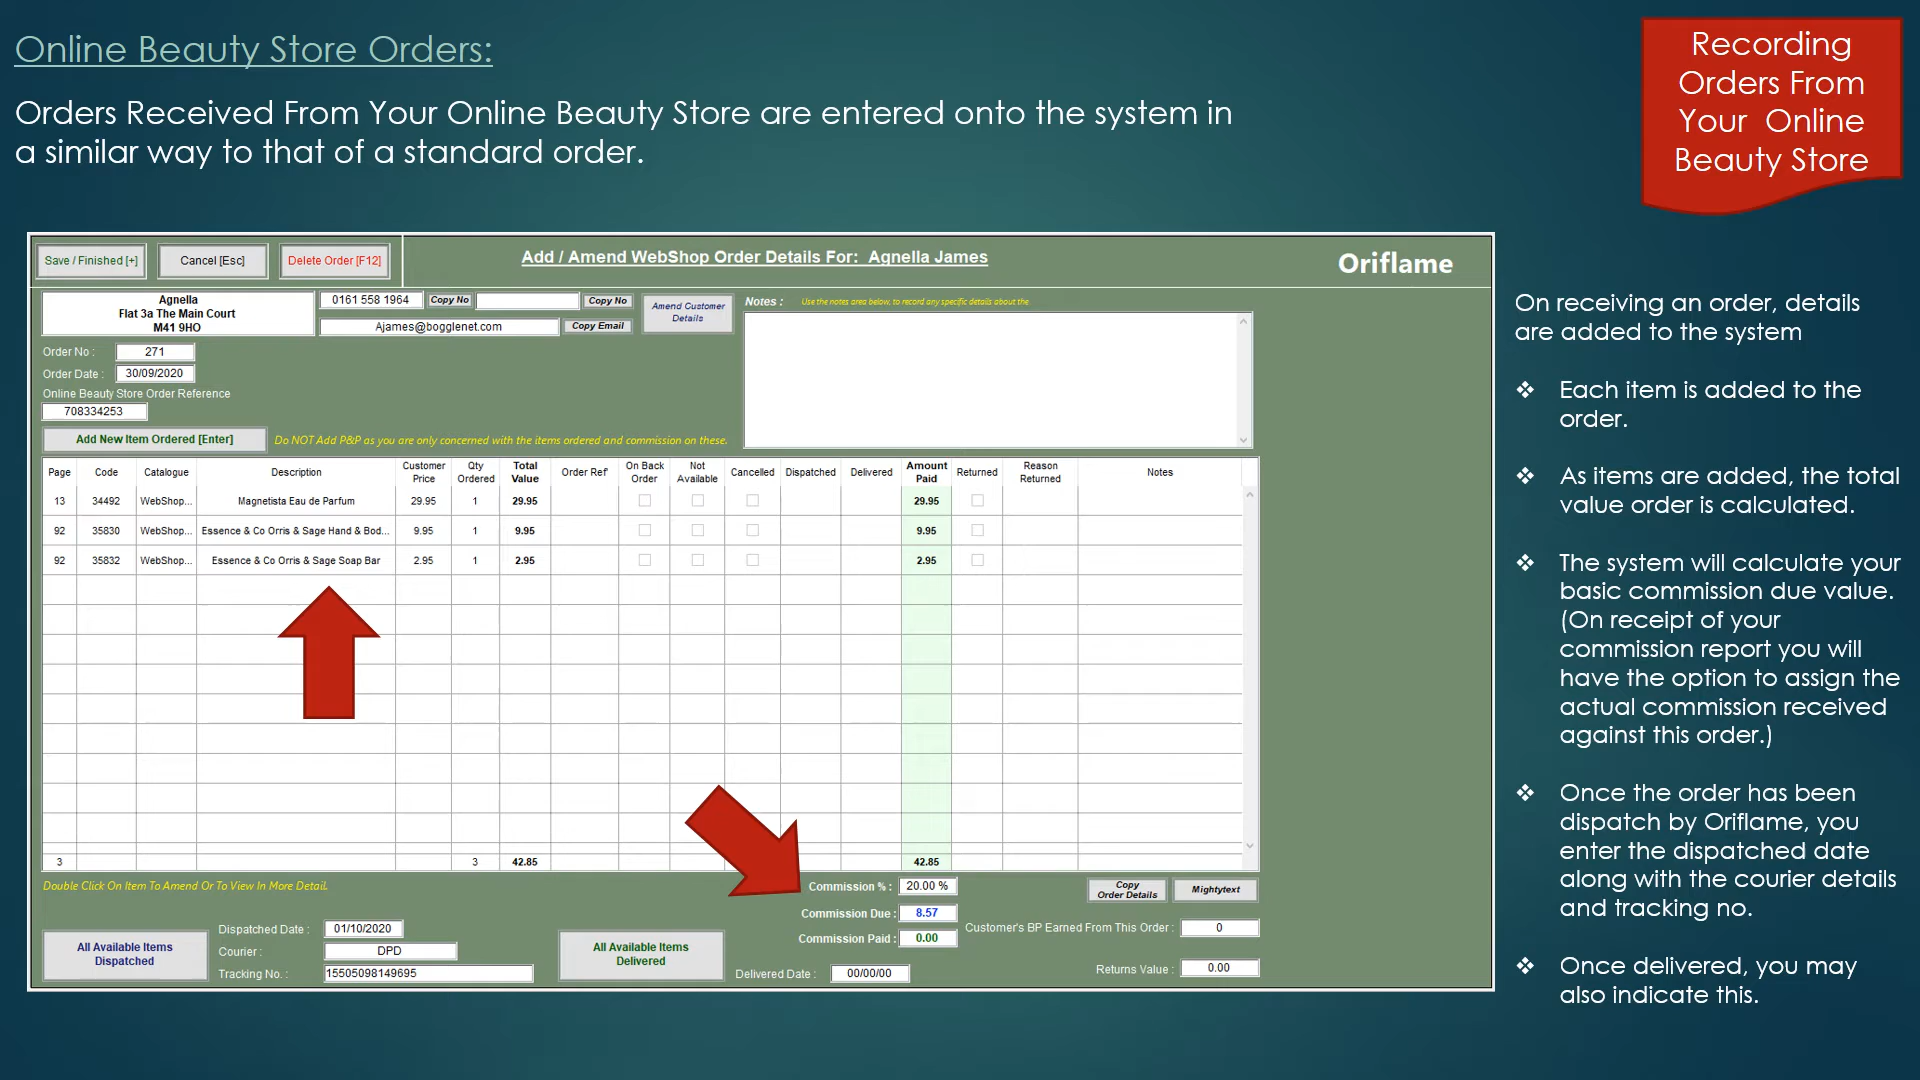 Online Beauty Store Orders:
Orders Received From Your Online Beauty Store are entered onto the system in
a similar way to that of a standard order.
Recording
Orders From
Your Online
Beauty Store
Save / Finished [+]
Cancel [Esc]
Delete Order [F12]
Add / Amend WebShop Order Details For: Agnella James
Oriflame
Agnella
Flat 3a The Main Court
M41 9HO
0161 558 1964
Copy No
Copy No
Ajames@bogglenet.com
Copy Email
Amend Customer
Details
Notes :
Use the notes area below, to record any specific details about the
Order No :
271
Order Date :
30/09/2020
Online Beauty Store Order Reference
708334253
Add New Item Ordered [Enter]
Do NOT Add P&P as you are only concerned with the items ordered and commission on these.
Page Code Catalogue Description Customer Price Qty Ordered Total Value Order Ref' On Back Order Not Available Cancelled Dispatched Delivered Amount Paid Returned Reason Returned Notes
13 34492 WebShop... Magnetista Eau de Parfum 29.95 1 29.95 29.95
92 35830 WebShop... Essence & Co Orris & Sage Hand & Bod... 9.95 1 9.95 9.95
92 35832 WebShop... Essence & Co Orris & Sage Soap Bar 2.95 1 2.95 2.95
3 3 42.85 42.85
Double Click On Item To Amend Or To View In More Detail.
Commission % : 20.00 %
Commission Due : 8.57
Commission Paid : 0.00
Copy
Order Details
Mightytext
Customer's BP Earned From This Order : 0
Returns Value : 0.00
All Available Items
Dispatched
Dispatched Date : 01/10/2020
Courier : DPD
Tracking No. : 15505098149695
All Available Items
Delivered
Delivered Date : 00/00/00
On receiving an order, details
are added to the system
❖ Each item is added to the
order.
❖ As items are added, the total
value order is calculated.
❖ The system will calculate your
basic commission due value.
(On receipt of your
commission report you will
have the option to assign the
actual commission received
against this order.)
❖ Once the order has been
dispatch by Oriflame, you
enter the dispatched date
along with the courier details
and tracking no.
❖ Once delivered, you may
also indicate this.